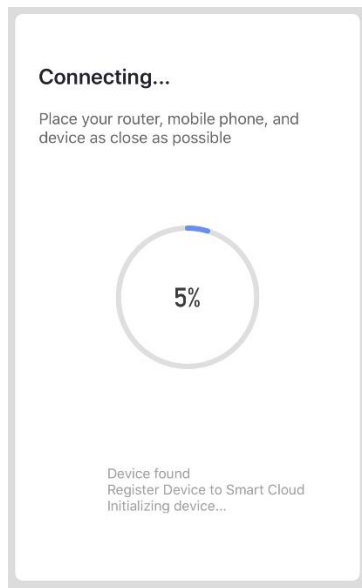 Connecting...
Place your router, mobile phone, and
device as close as possible
5%
Device found
Register Device to Smart Cloud
Initializing device...